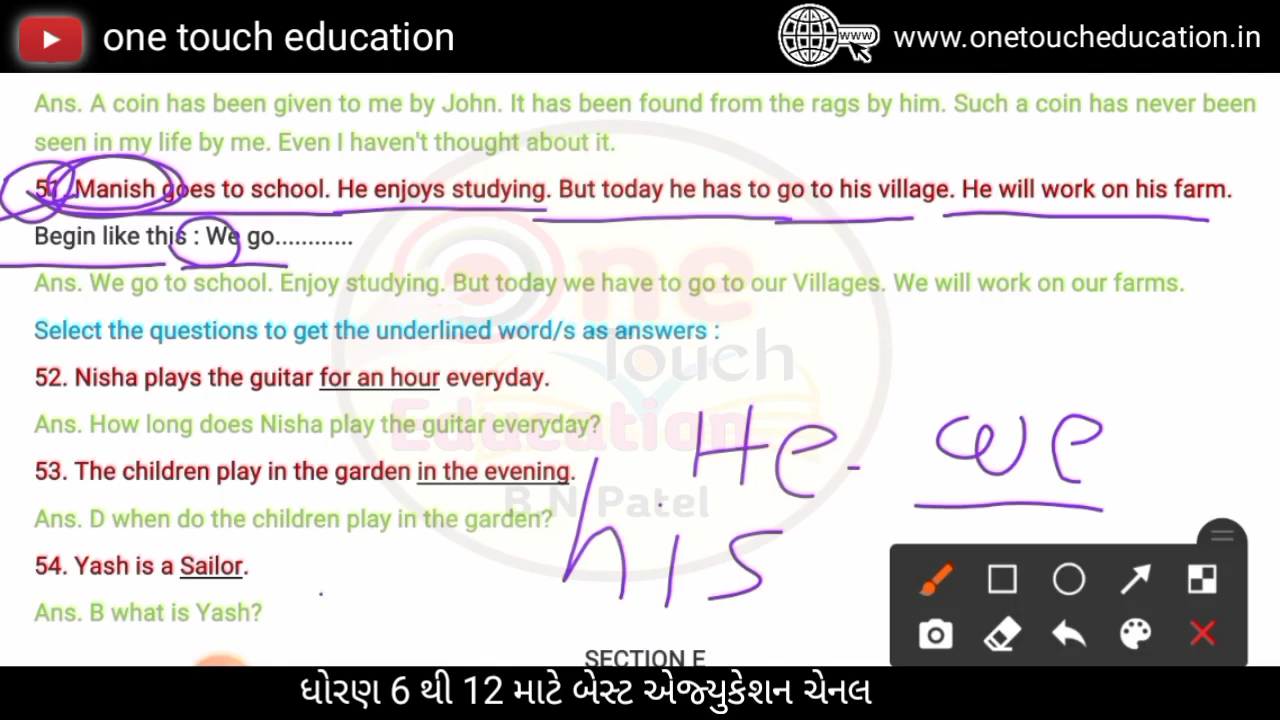 one touch education
www.onetoucheducation.in
Ans. A coin has been given to me by John. It has been found from the rags by him. Such a coin has never been
seen in my life by me. Even I haven't thought about it.
51. Manish goes to school. He enjoys studying. But today he has to go to his village. He will work on his farm.
Begin like this : We go............
Ans. We go to school. Enjoy studying. But today we have to go to our Villages. We will work on our farms.
Select the questions to get the underlined word/s as answers :
52. Nisha plays the guitar for an hour everyday.
Ans. How long does Nisha play the guitar everyday?
53. The children play in the garden in the evening.
Ans. D when do the children play in the garden?
54. Yash is a Sailor.
Ans. B what is Yash?
He - we
his
One
Touch
Education
B N Patel
www
SECTION E
ધોરણ 6 થી 12 માટે બેસ્ટ એજ્યુકેશન ચેનલ